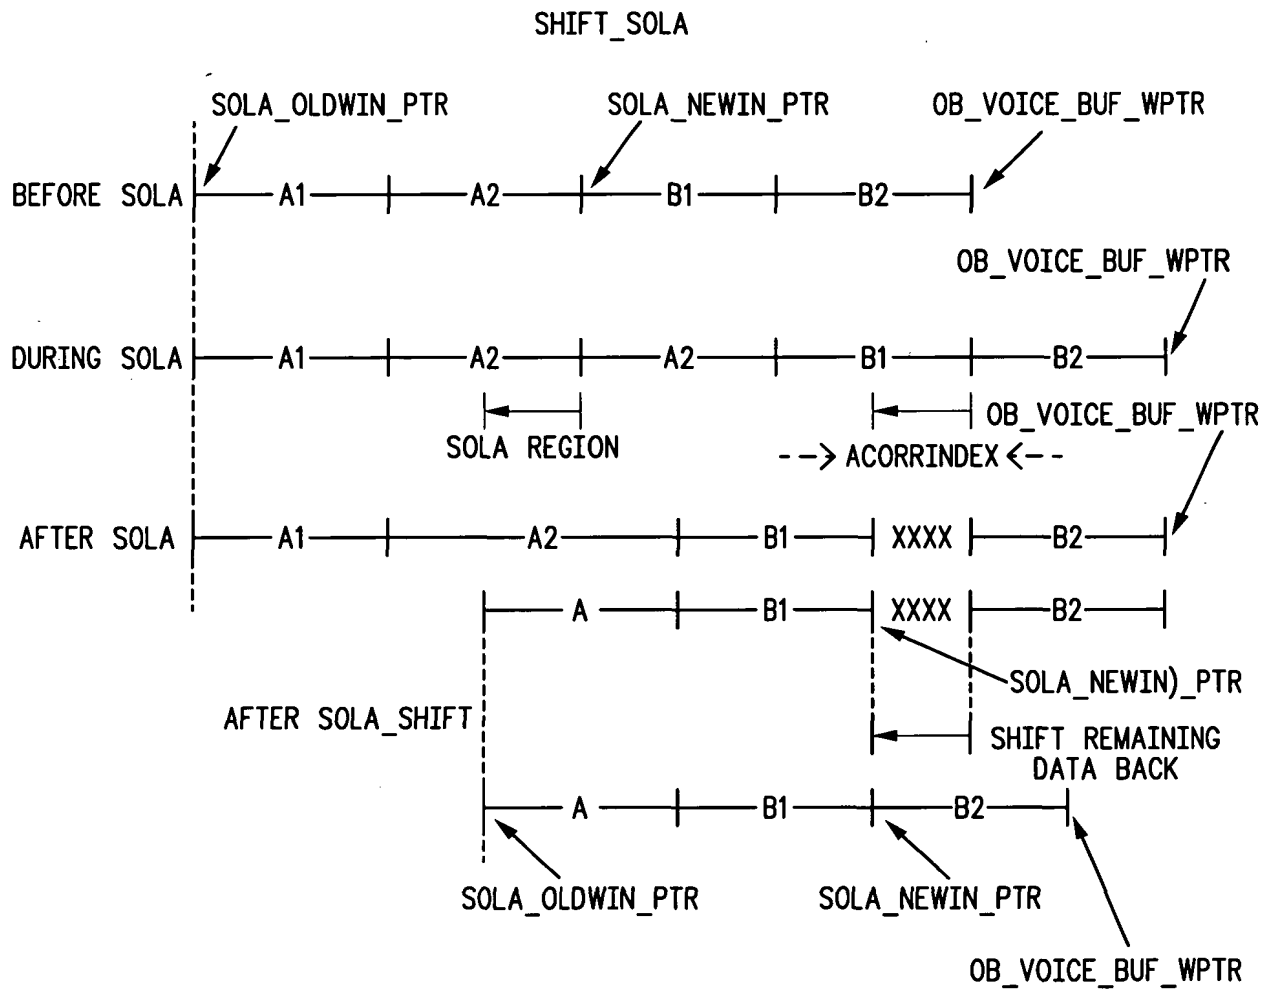 SHIFT_SOLA
SOLA_OLDWIN_PTR SOLA_NEWIN_PTR OB_VOICE_BUF_WPTR
BEFORE SOLA A1 A2 B1 B2
OB_VOICE_BUF_WPTR
DURING SOLA A1 A2 A2 B1 B2
OB_VOICE_BUF_WPTR
SOLA REGION
ACORRINDEX
AFTER SOLA A1 A2 B1 XXXX B2
A B1 XXXX B2
SOLA_NEWIN)_PTR
AFTER SOLA_SHIFT
SHIFT REMAINING
DATA BACK
A B1 B2
SOLA_OLDWIN_PTR SOLA_NEWIN_PTR
OB_VOICE_BUF_WPTR